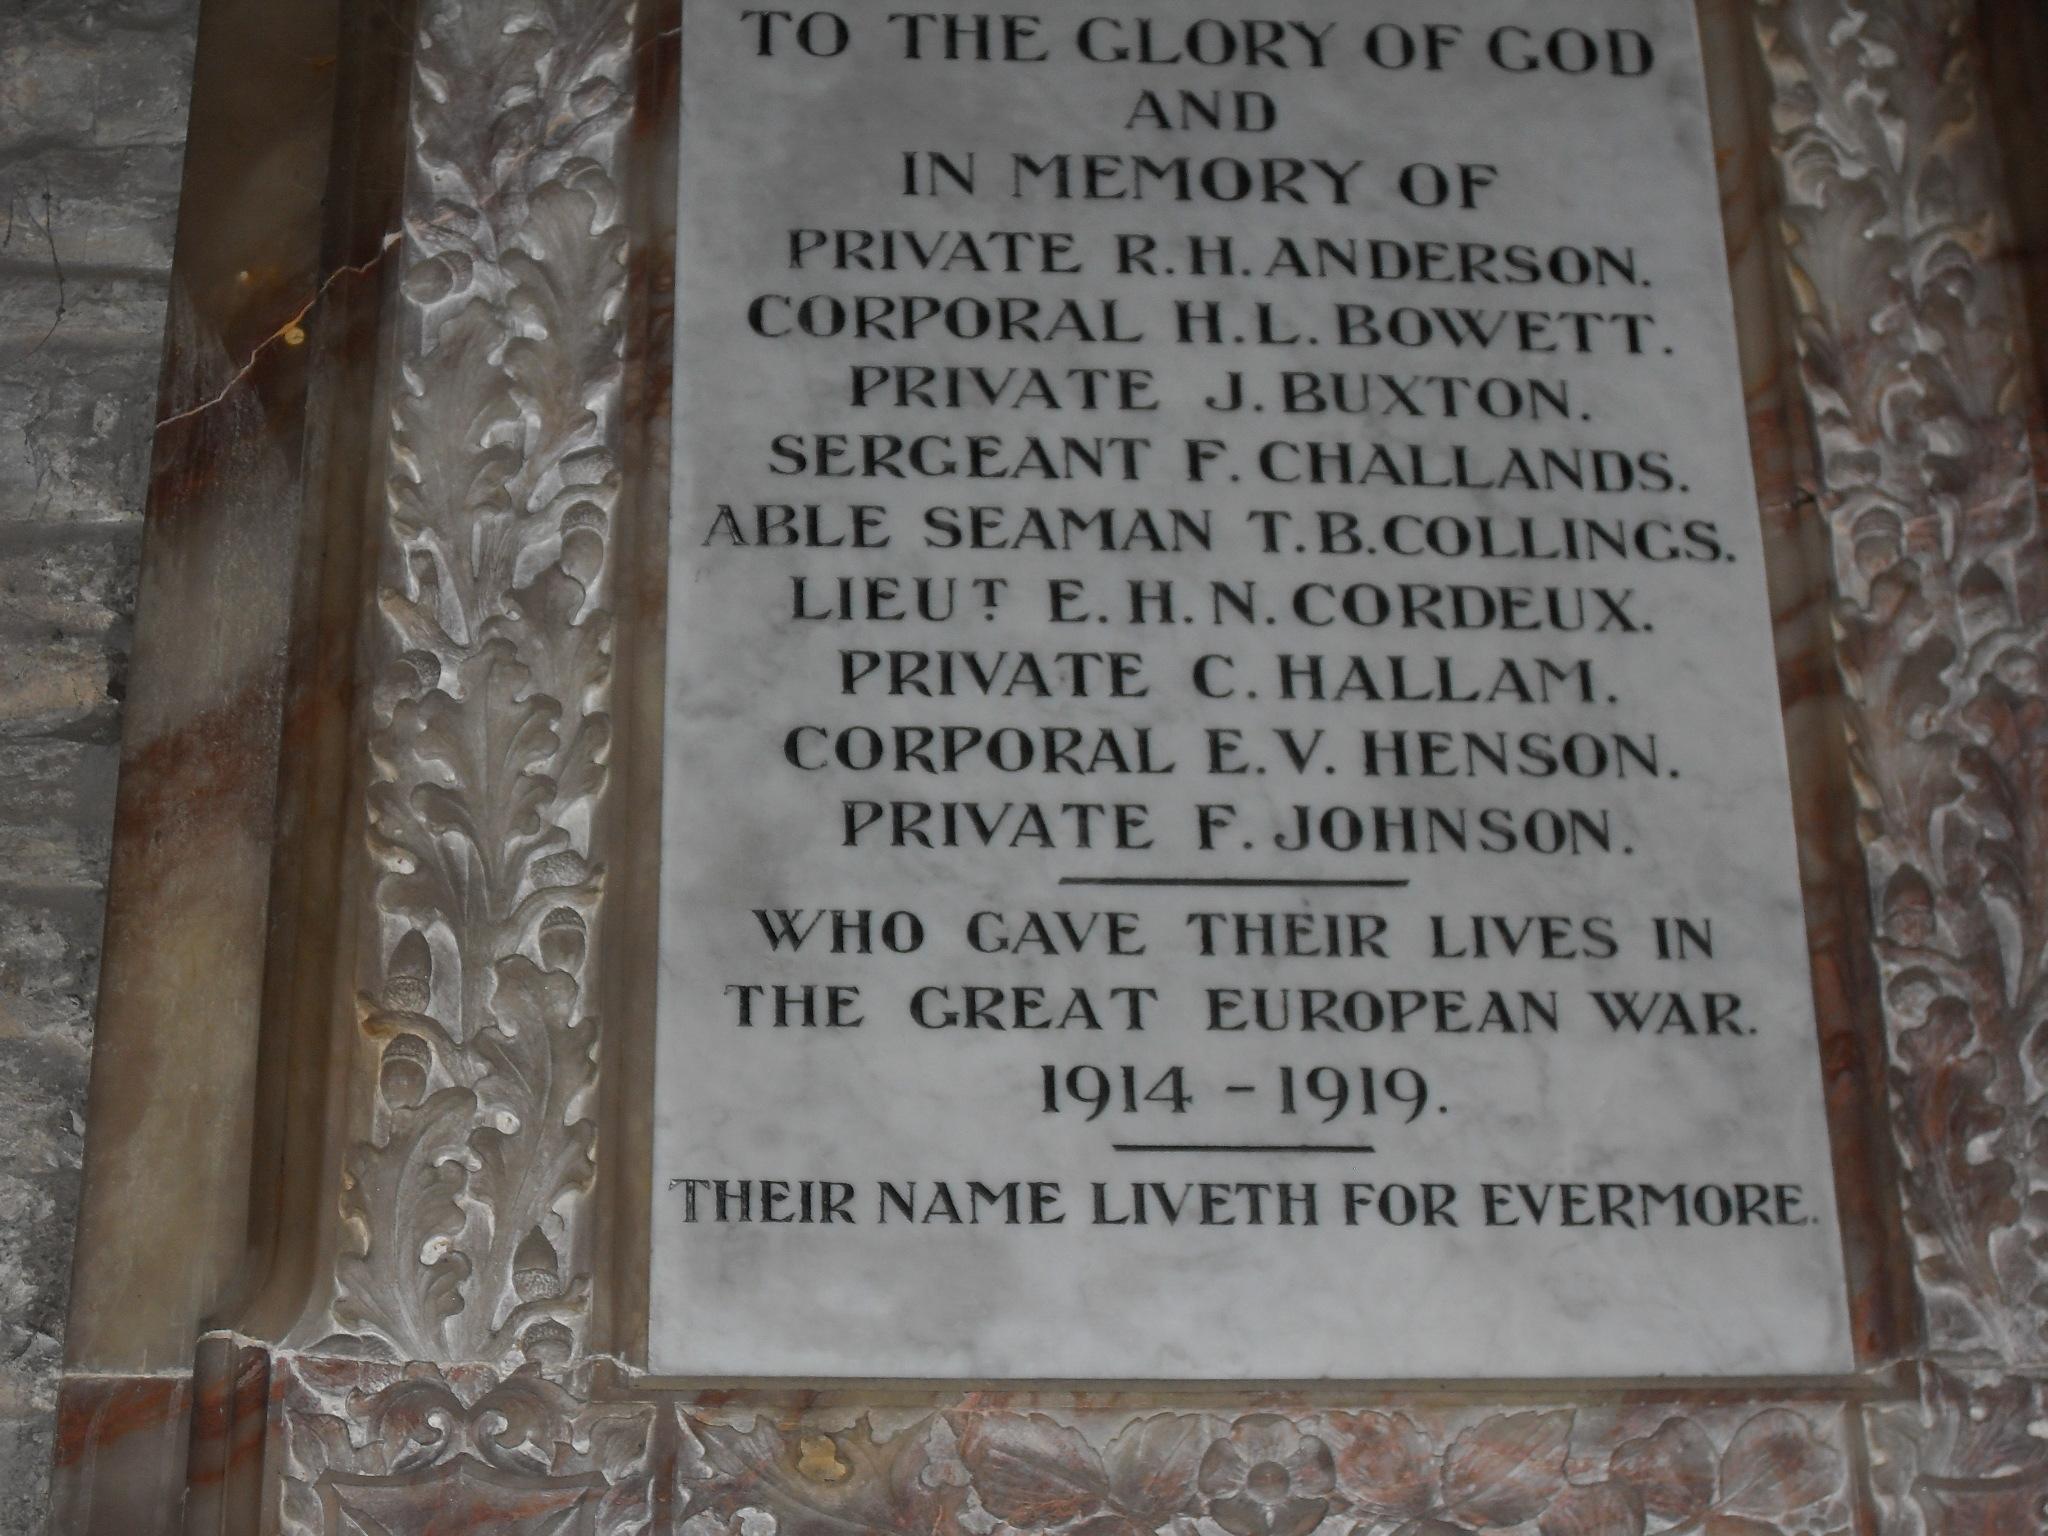 TO THE GLORY OF GOD
AND
IN MEMORY OF
PRIVATE R.H. ANDERSON.
CORPORAL H.L. BOWETT.
PRIVATE J. BUXTON.
SERGEANT F. CHALLANDS.
ABLE SEAMAN T.B. COLLINGS.
LIEUT E.H.N. CORDEUX.
PRIVATE C. HALLAM.
CORPORAL E.V. HENSON.
PRIVATE F. JOHNSON.
WHO GAVE THEIR LIVES IN
THE GREAT EUROPEAN WAR.
1914 - 1919.
THEIR NAME LIVETH FOR EVERMORE.